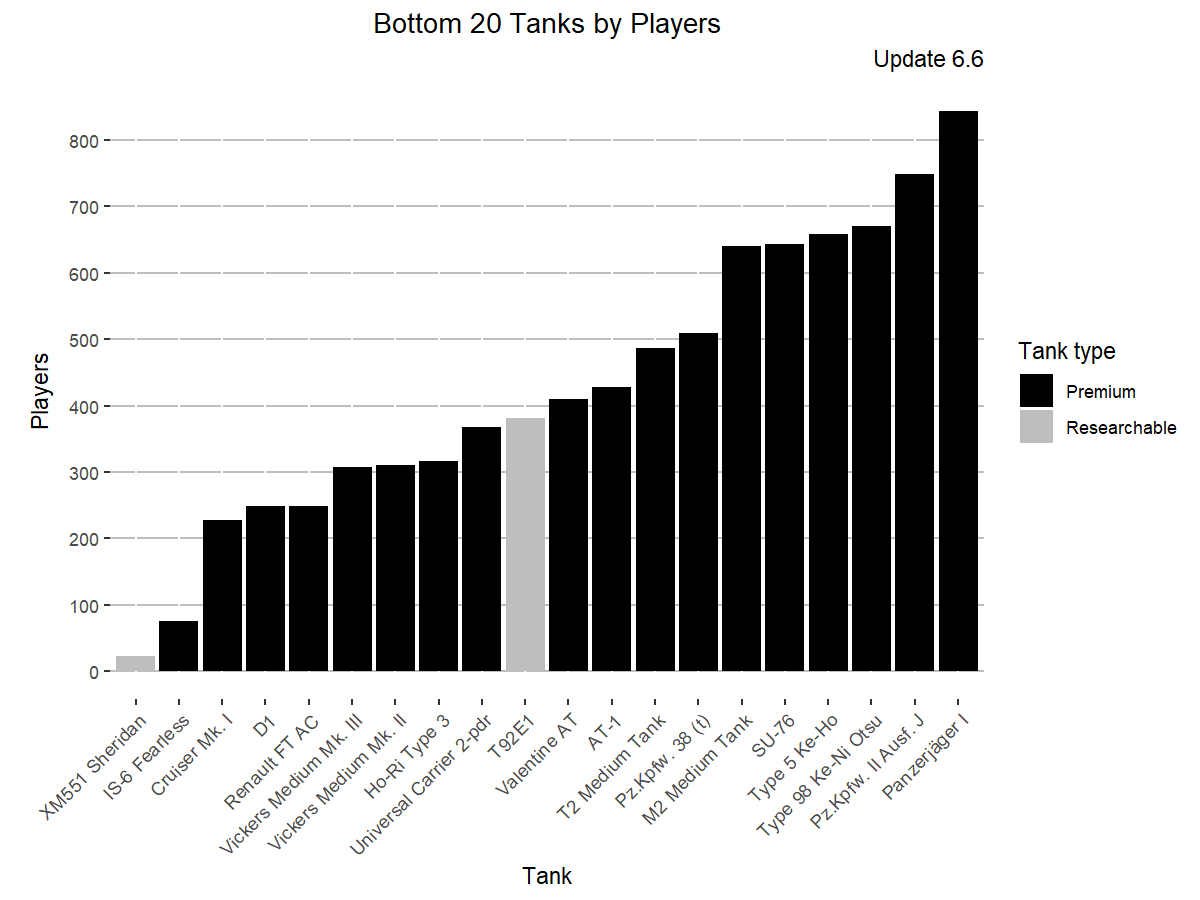 Bottom 20 Tanks by Players
Update 6.6
Players
800
700
600
500
400
300
200
100
0
XM551 Sheridan
IS-6 Fearless
Cruiser Mk. I
D1
Renault FT AC
Vickers Medium Mk. III
Vickers Medium Mk. II
Ho-Ri Type 3
Universal Carrier 2-pdr
T92E1
Valentine AT
AT-1
T2 Medium Tank
Pz.Kpfw. 38 (t)
M2 Medium Tank
SU-76
Type 5 Ke-Ho
Type 98 Ke-Ni Otsu
Pz.Kpfw. II Ausf. J
Panzerjäger I
Tank
Tank type
Premium
Researchable